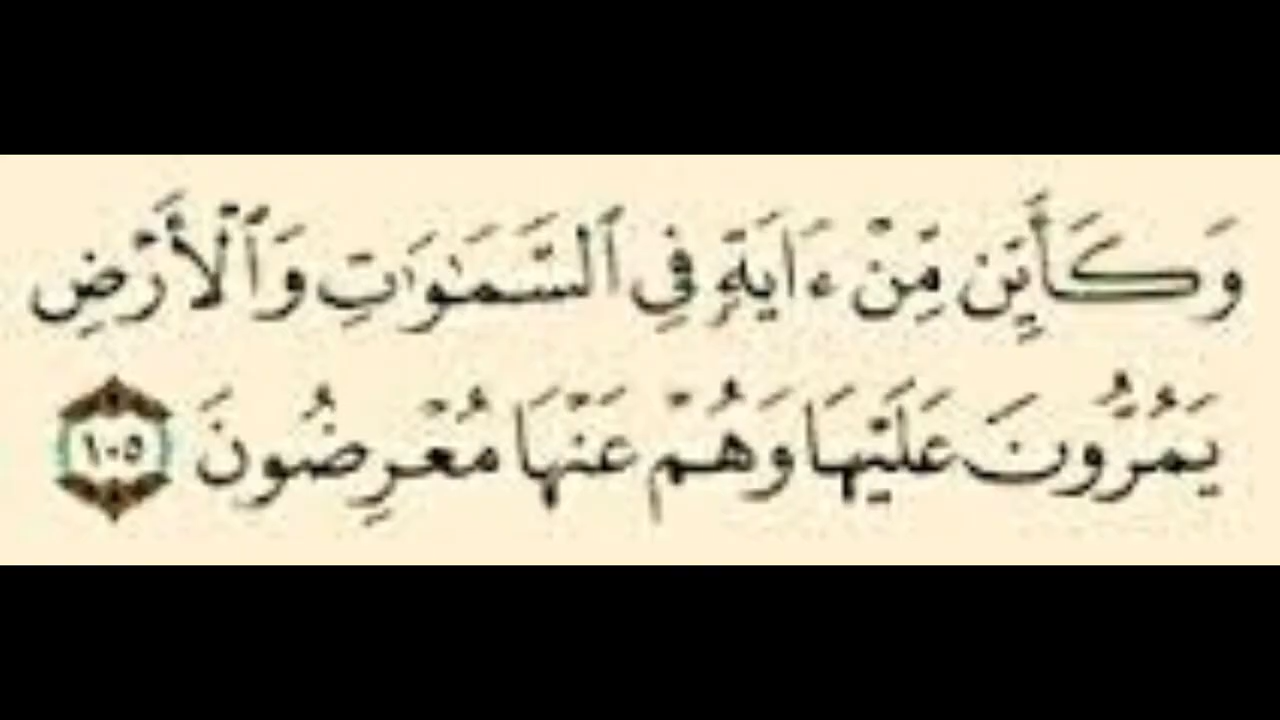 وَكَأَيِّن مِّنْ ءَايَةٍ فِي ٱلسَّمَٰوَٰتِ وَٱلْأَرْضِ
يَمُرُّونَ عَلَيْهَا وَهُمْ عَنْهَا مُعْرِضُونَ ١٠٥